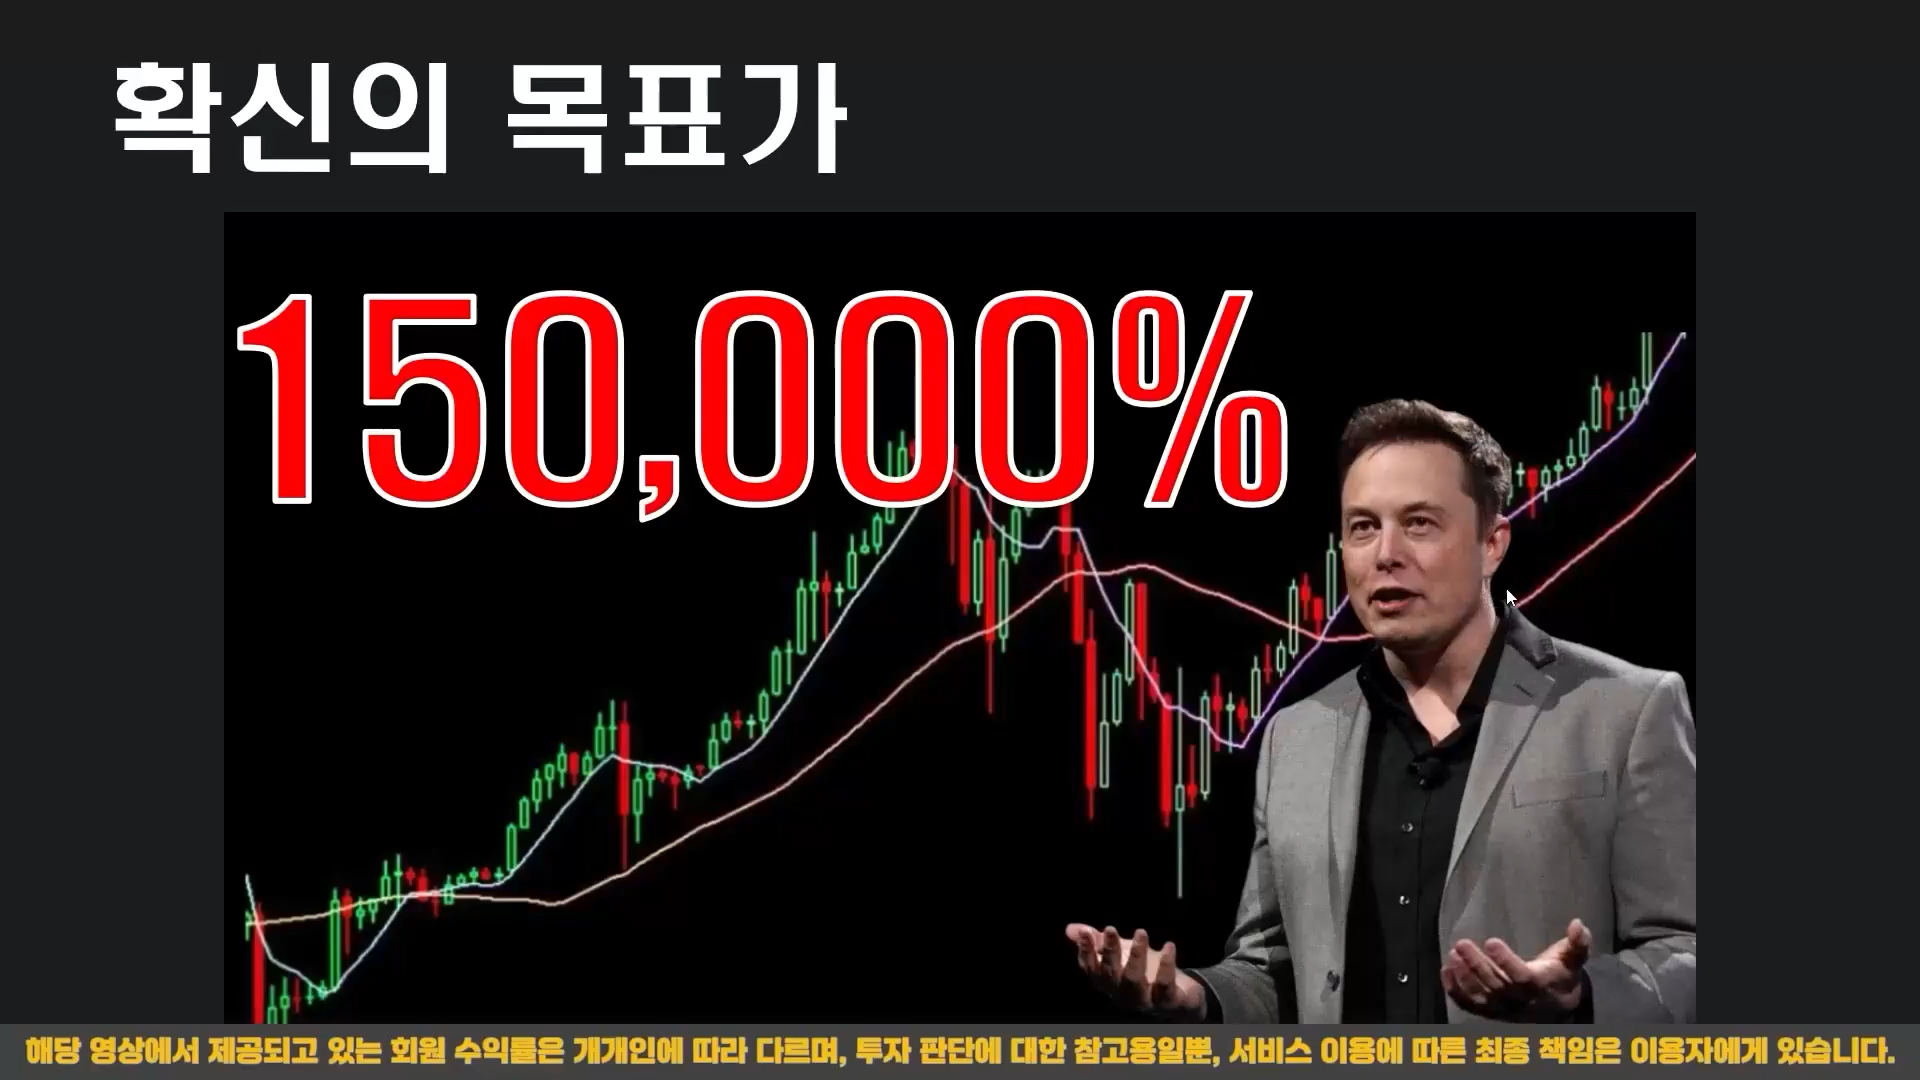 확신의 목표가
150,000%
해당 영상에서 제공되고 있는 회원 수익률은 개개인에 따라 다르며, 투자 판단에 대한 참고용일뿐, 서비스 이용에 따른 최종 책임은 이용자에게 있습니다.